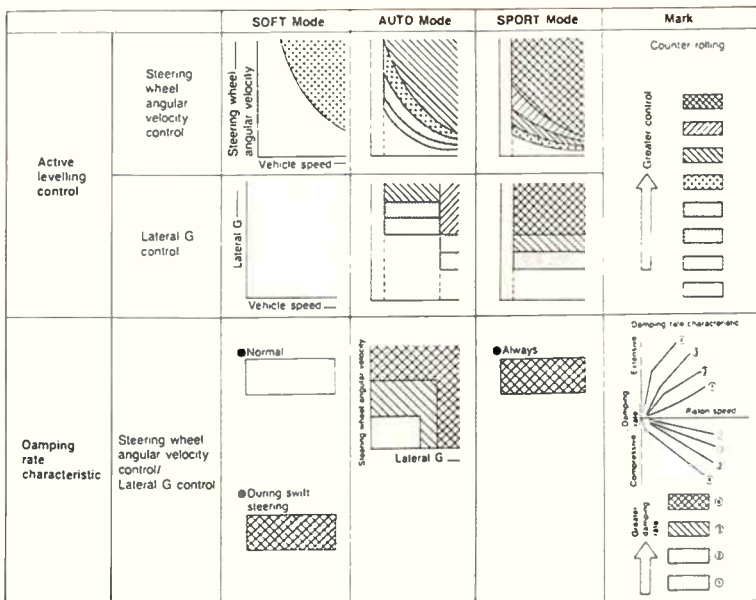 SOFT Mode
AUTO Mode
SPORT Mode
Mark
Active
levelling
control
Steering
wheel
angular
velocity
control
Steering wheel
angular velocity
Vehicle speed
Counter rolling
Greater control
Lateral G
control
Lateral G
Vehicle speed
Damping
rate
characteristic
Steering wheel
angular velocity
control/
Lateral G control
●Normal
●During swift
steering
Steering wheel angular velocity
Lateral G
●Always
Damping rate characteristic
Extensive
Damping
rate
Compressive
Piston speed
Greater
damping
rate